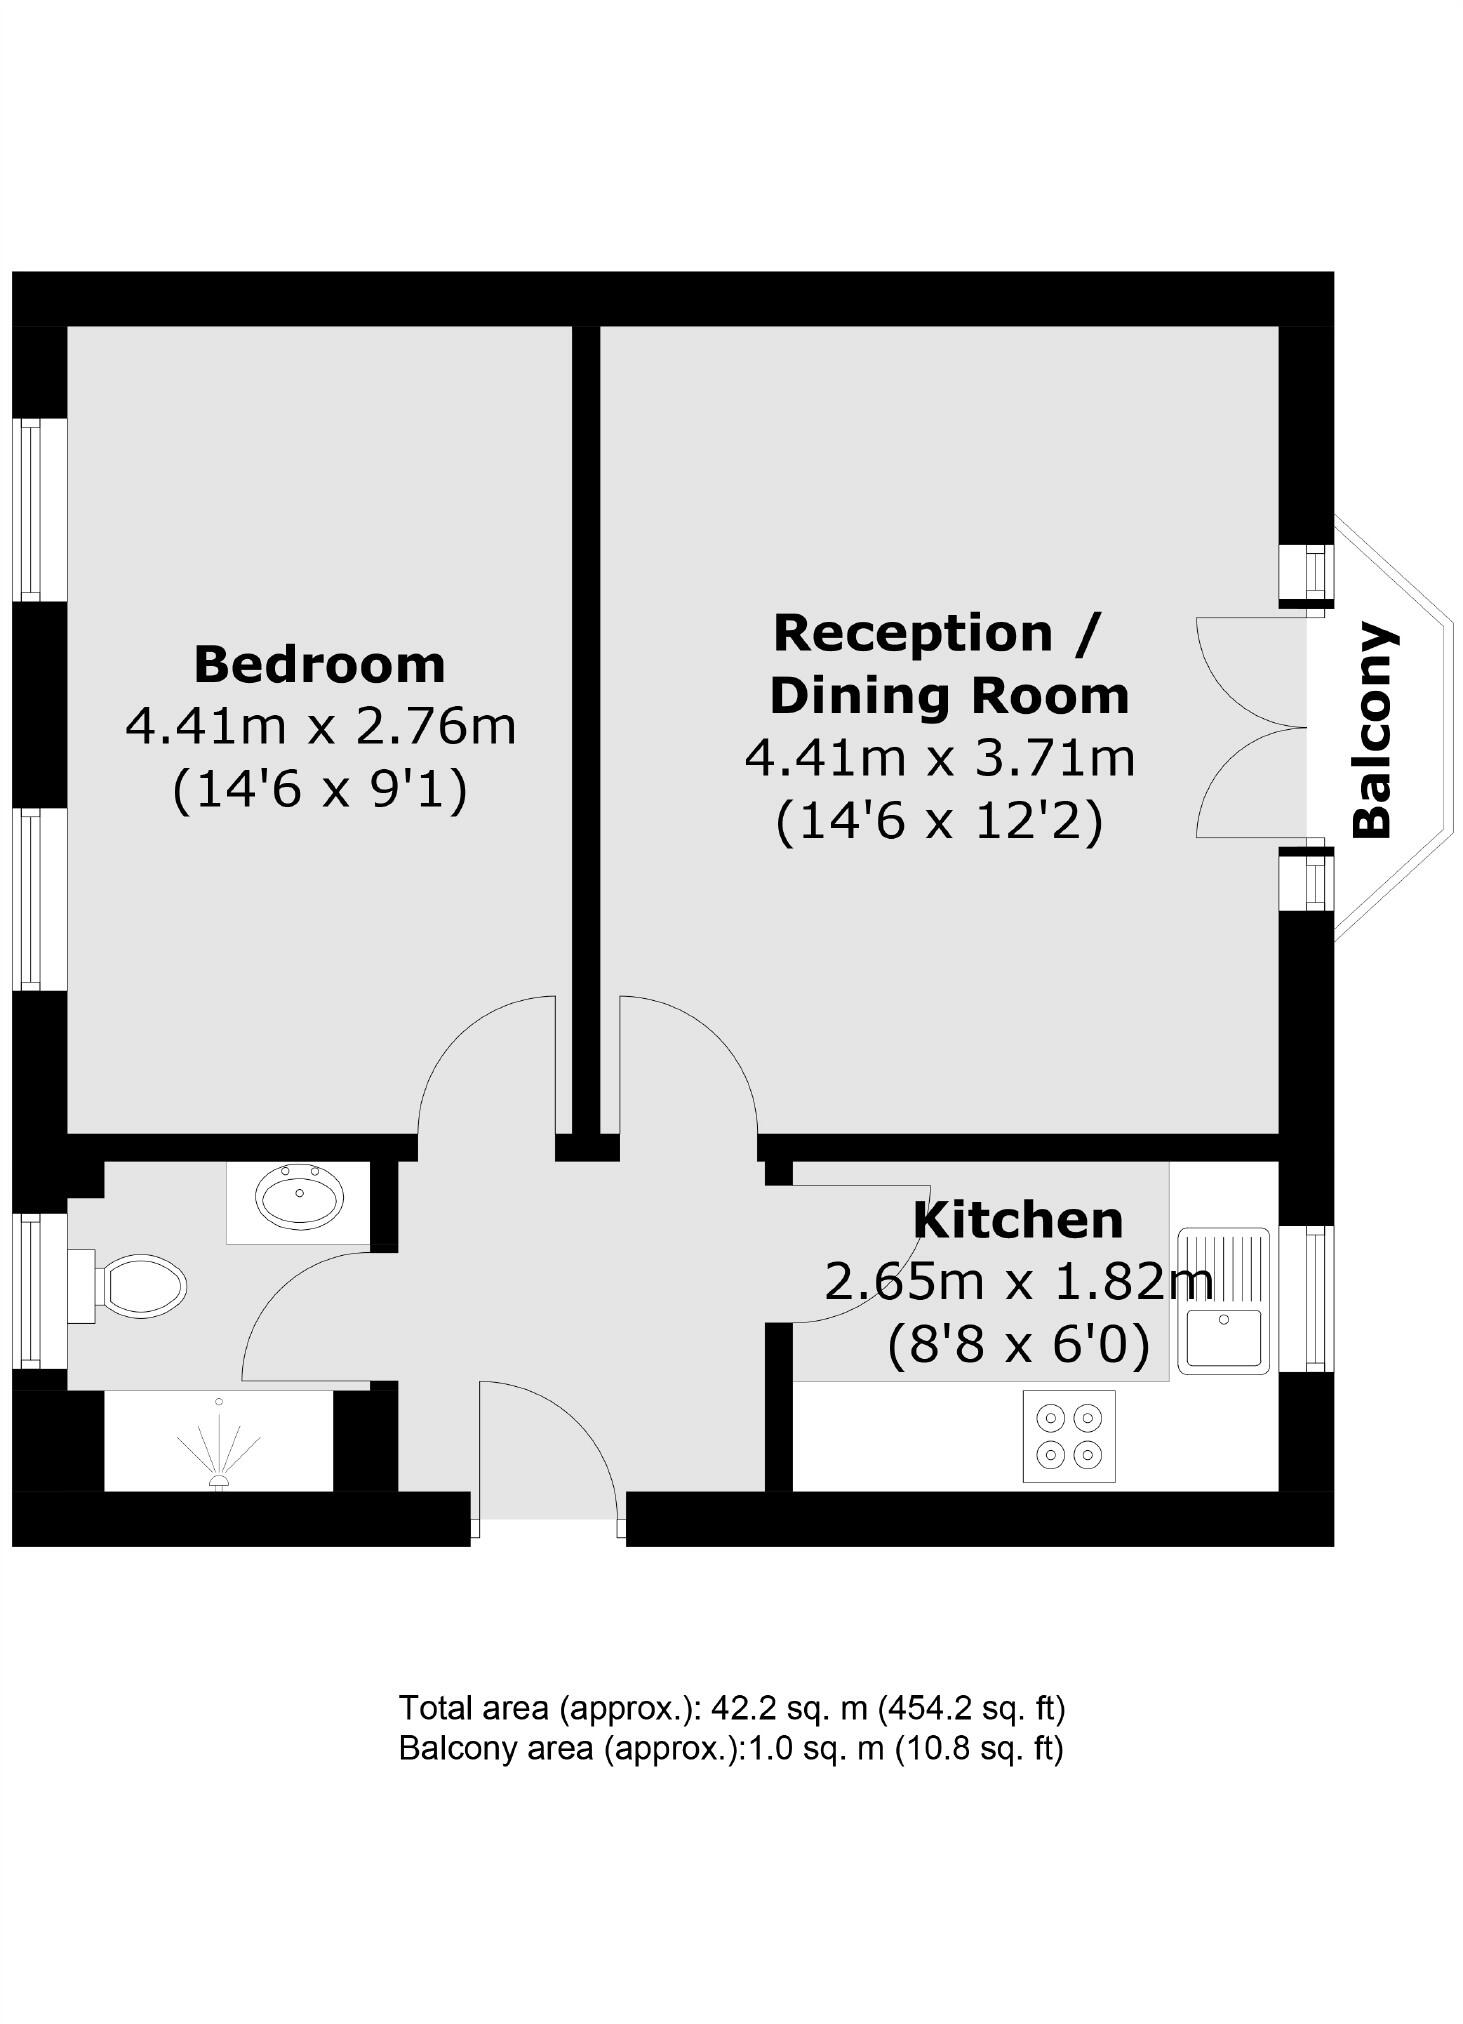 Bedroom
4.41m x 2.76m
(14'6 x 9'1)
Reception /
Dining Room
4.41m x 3.71m
(14'6 x 12'2)
Balcony
Kitchen
2.65m x 1.82m
(8'8 x 6'0)
Total area (approx.): 42.2 sq. m (454.2 sq. ft)
Balcony area (approx.):1.0 sq. m (10.8 sq. ft)